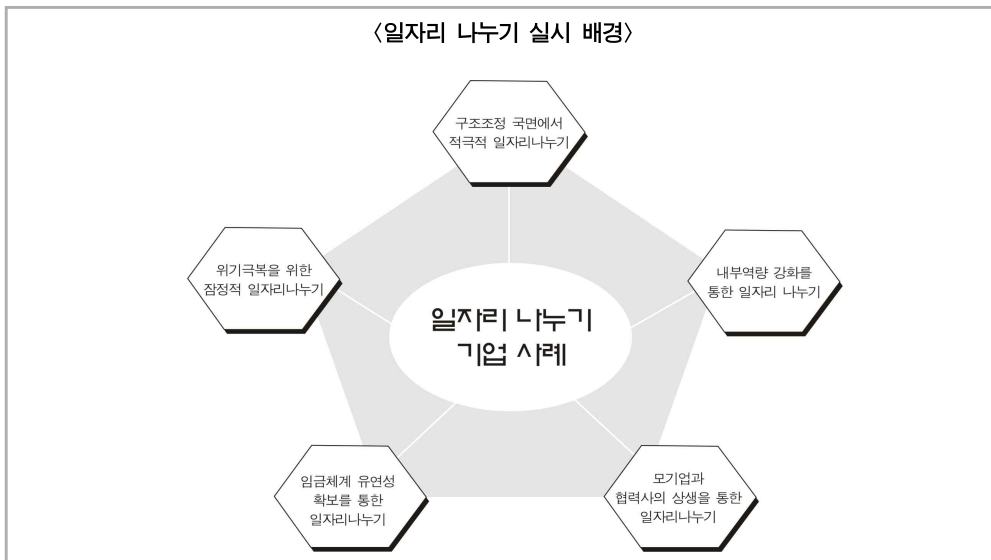 <일자리 나누기 실시 배경>
구조조정 국면에서
적극적 일자리나누기
위기극복을 위한
잠정적 일자리나누기
내부역량 강화를
통한 일자리 나누기
일자리 나누기
기업 사례
임금체계 유연성
확보를 통한
일자리나누기
모기업과
협력사의 상생을 통한
일자리나누기